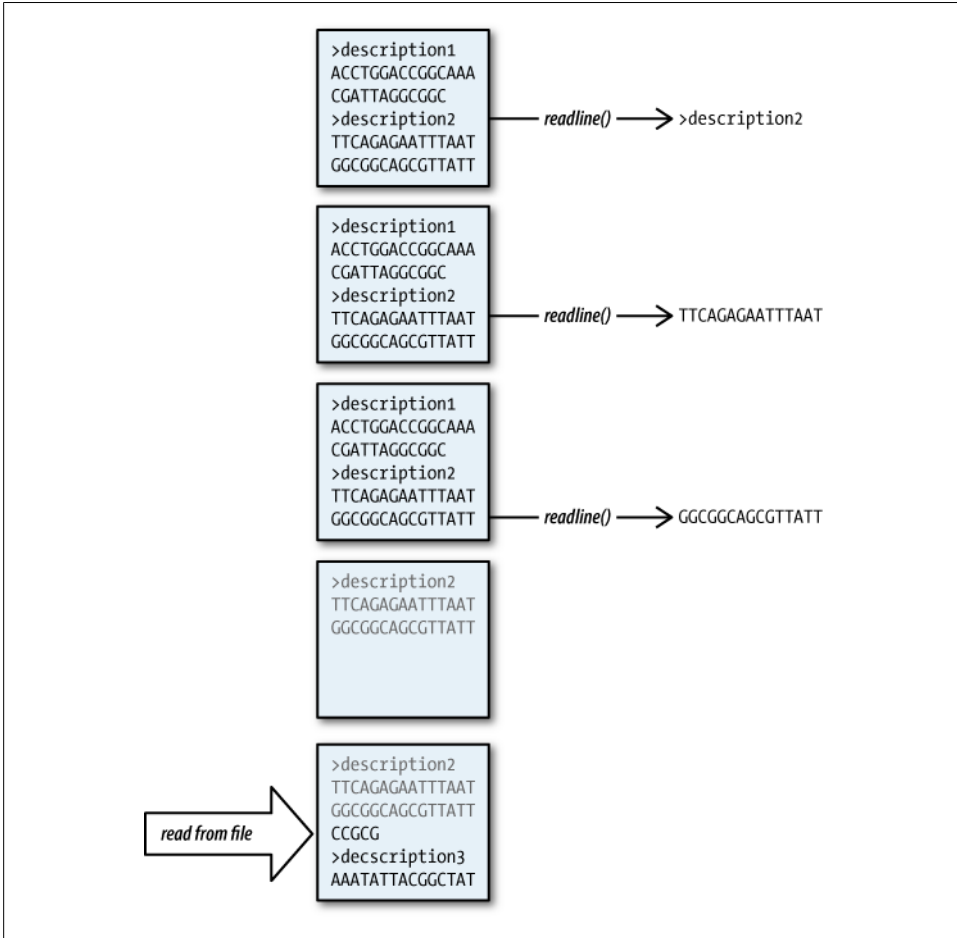 >description1
ACCTGGACCGGCAAA
CGATTAGGCGGC
>description2 readline() >description2
TTCAGAGAATTTAAT
GGCGGCAGCGTTATT
>description1
ACCTGGACCGGCAAA
CGATTAGGCGGC
>description2
TTCAGAGAATTTAAT readline() TTCAGAGAATTTAAT
GGCGGCAGCGTTATT
>description1
ACCTGGACCGGCAAA
CGATTAGGCGGC
>description2
TTCAGAGAATTTAAT
GGCGGCAGCGTTATT readline() GGCGGCAGCGTTATT
>description2
TTCAGAGAATTTAAT
GGCGGCAGCGTTATT
>description2
TTCAGAGAATTTAAT
GGCGGCAGCGTTATT
read from file CCGCG
>decscription3
AAATATTACGGCTAT